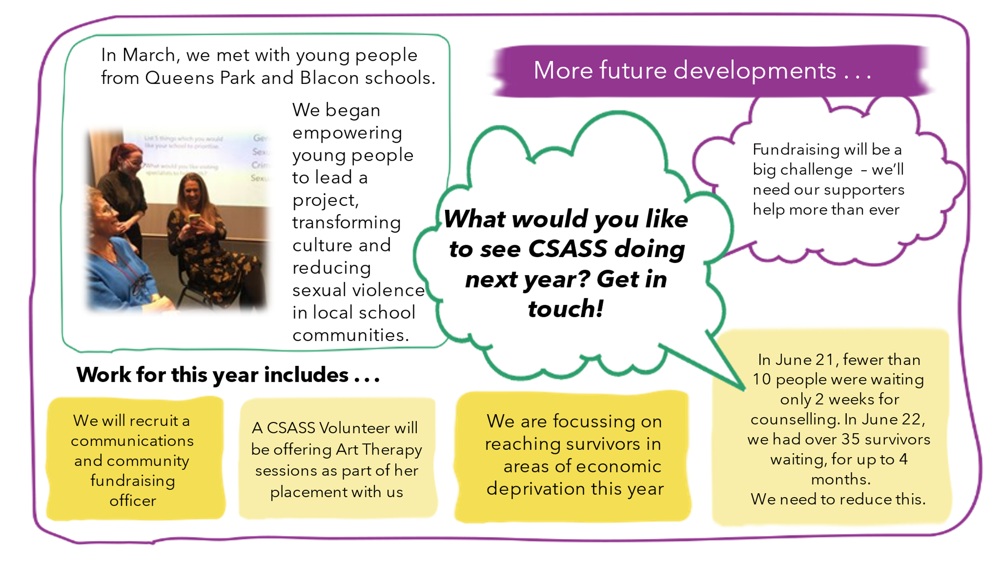 In March, we met with young people
from Queens Park and Blacon schools.
We began
empowering
young people
to lead a
project,
transforming
culture and
reducing
sexual violence
in local school
communities.
List 5 things which you would
like your school to prioritise.
What would you like visiting
specialists to
Sexu
Crim
Sexu
More future developments . . .
Fundraising will be a
big challenge  – we’ll
need our supporters
help more than ever
What would you like
to see CSASS doing
next year? Get in
touch!
Work for this year includes . . .
We will recruit a
communications
and community
fundraising
officer
A CSASS Volunteer will
be offering Art Therapy
sessions as part of her
placement with us
We are focussing on
reaching survivors in
areas of economic
deprivation this year
In June 21, fewer than
10 people were waiting
only 2 weeks for
counselling. In June 22,
we had over 35 survivors
waiting, for up to 4
months.
We need to reduce this.